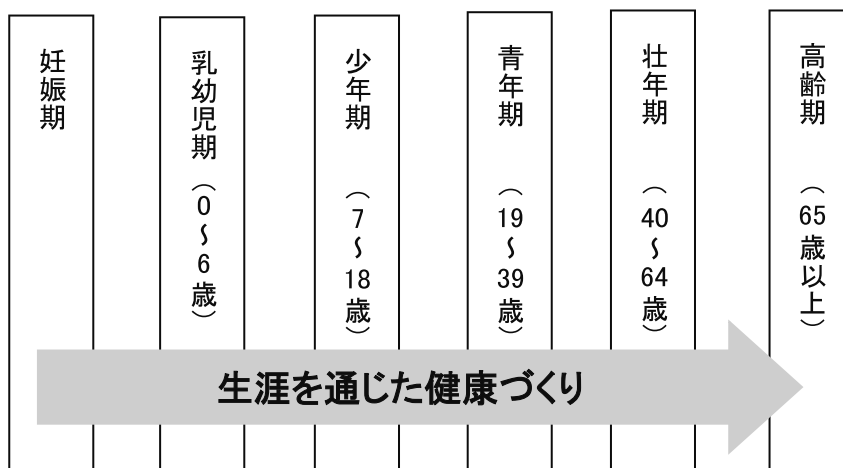 妊娠期
乳幼児期（0～6歳）
少年期　（7～18歳）
青年期　（19～39歳）
壮年期　（40～64歳）
高齢期　（65歳以上）
生涯を通じた健康づくり